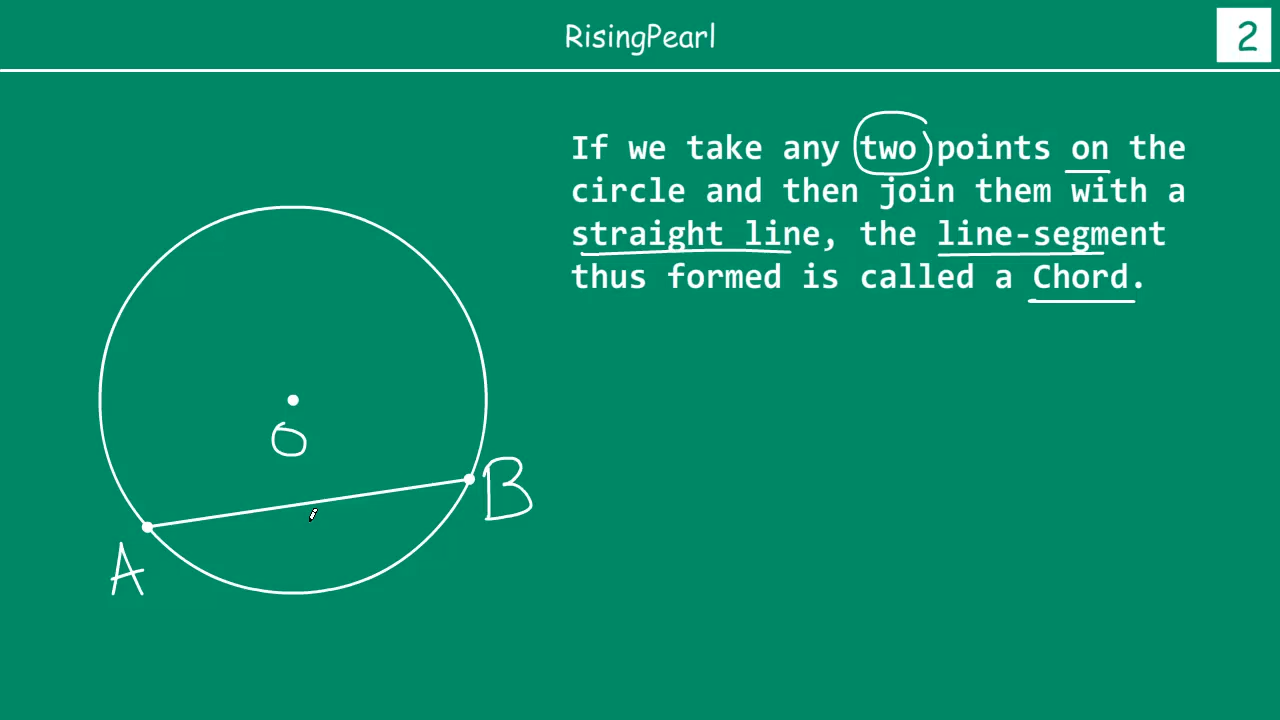 RisingPearl
2
If we take any two points on the
circle and then join them with a
straight line, the line-segment
thus formed is called a Chord.
O
B
A